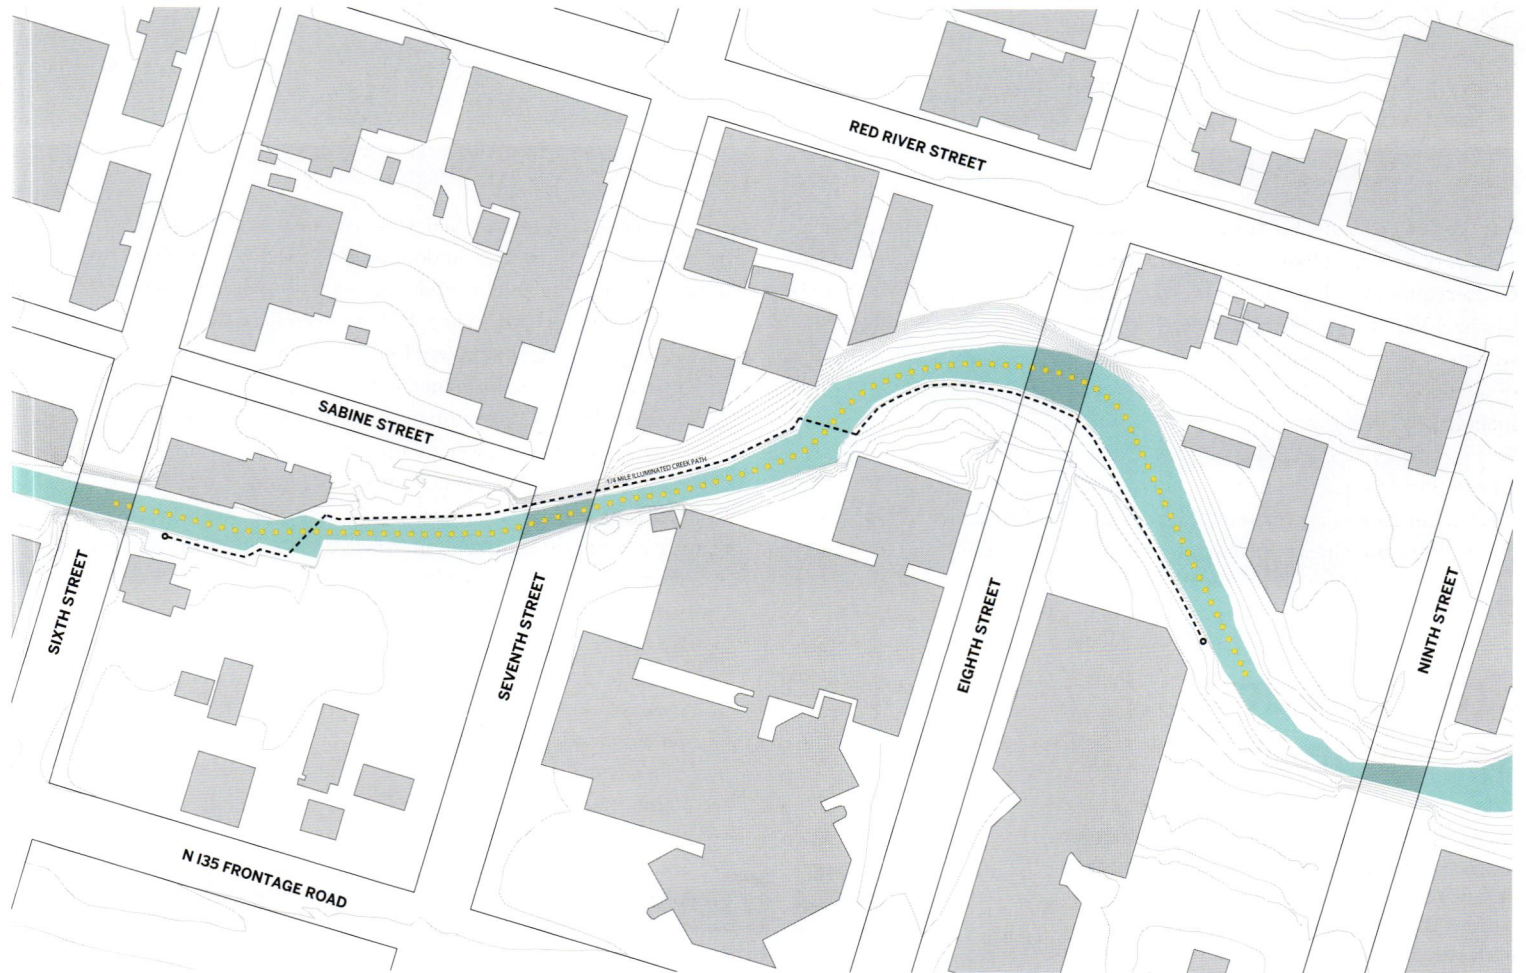 RED RIVER STREET
SABINE STREET
1/4 MILE ILLUMINATED CREEK PATH
SIXTH STREET
SEVENTH STREET
EIGHTH STREET
NINTH STREET
N I35 FRONTAGE ROAD